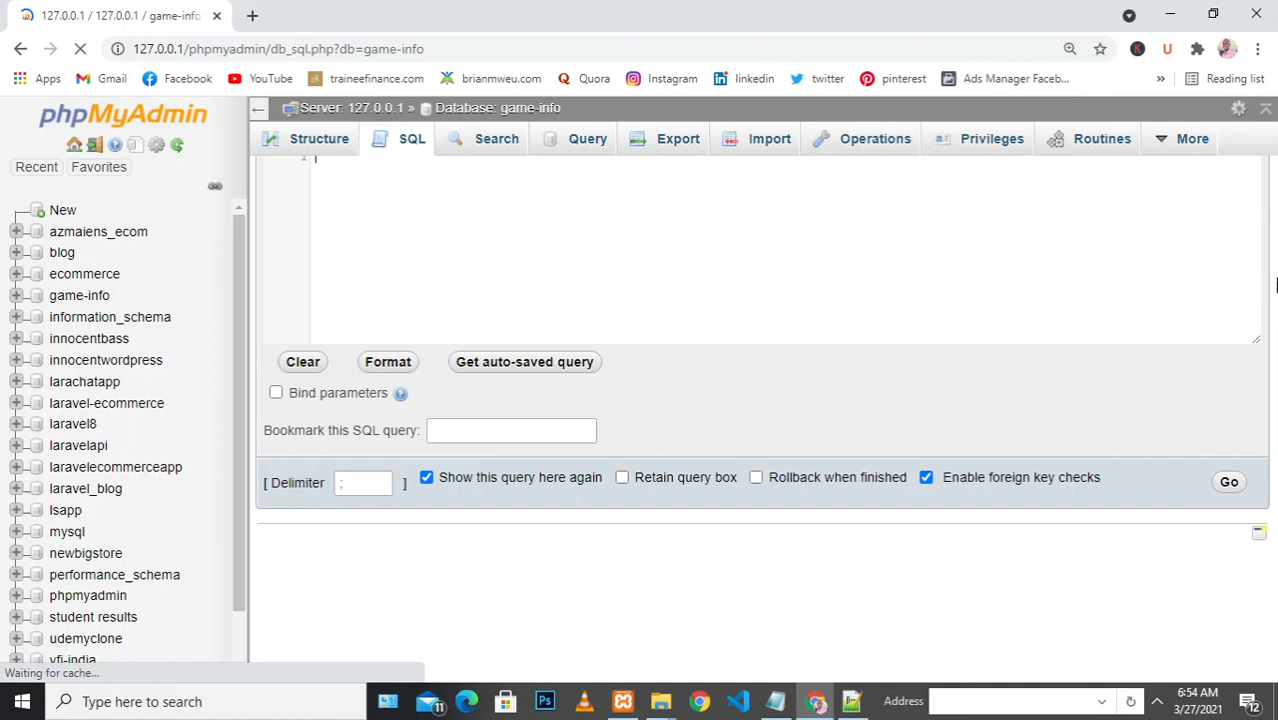 127.0.0.1 / 127.0.0.1 / game-info
127.0.0.1/phpmyadmin/db_sql.php?db=game-info
K U
Apps Gmail Facebook YouTube traineefinance.com brianmweu.com Quora Instagram linkedin twitter pinterest Ads Manager Faceb... » Reading list
phpMyAdmin
Server: 127.0.0.1 » Database: game-info
Structure SQL Search Query Export Import Operations Privileges Routines More
Recent Favorites
1
New
azmaiens_ecom
blog
ecommerce
game-info
information_schema
innocentbass
innocentwordpress
larachatapp
laravel-ecommerce
laravel8
laravelapi
laravelecommerceapp
laravel_blog
lsapp
mysql
newbigstore
performance_schema
phpmyadmin
student results
udemyclone
vfi-india
Clear Format Get auto-saved query
Bind parameters
Bookmark this SQL query:
[ Delimiter ; ] Show this query here again Retain query box Rollback when finished Enable foreign key checks Go
Waiting for cache...
Type here to search
11
Ps
Address
6:54 AM
3/27/2021
12